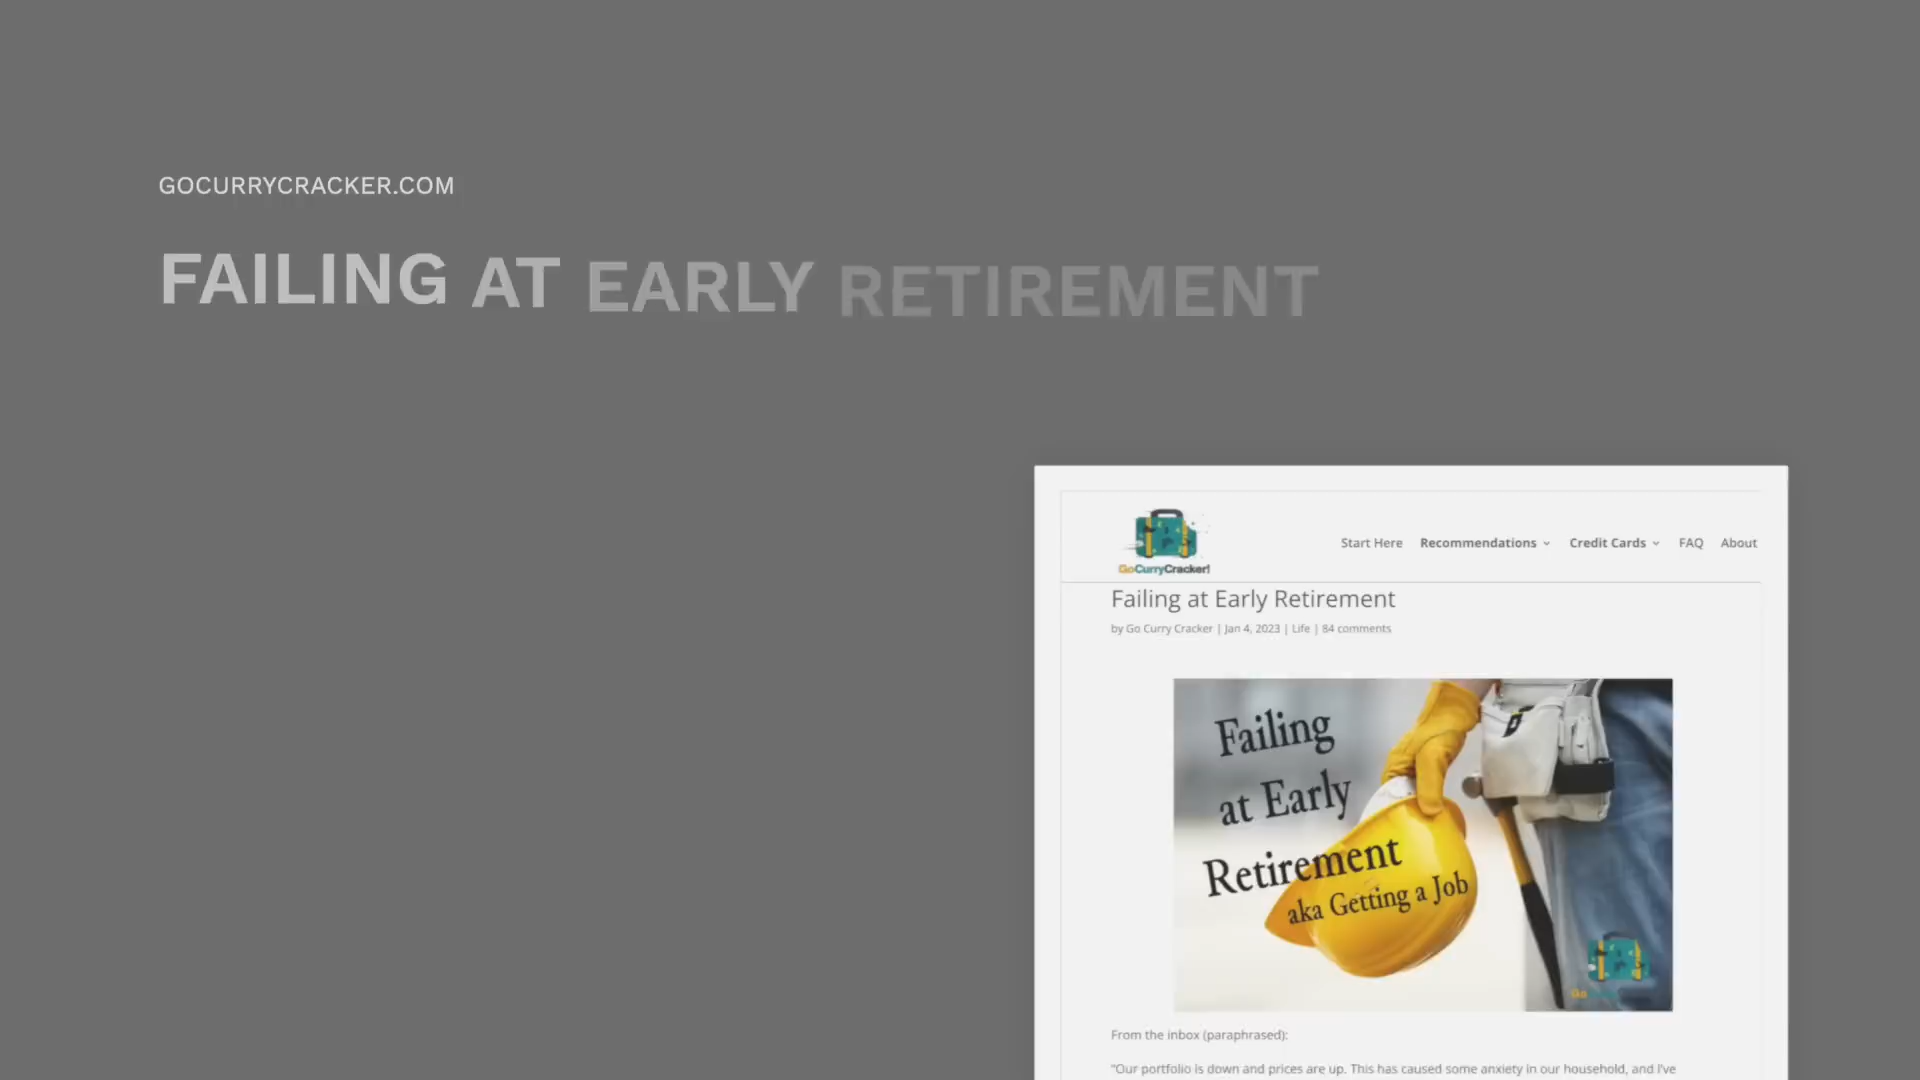 GOCURRYCRACKER.COM
FAILING AT EARLY RETIREMENT
GoCurryCracker!
Start Here Recommendations Credit Cards FAQ About
Failing at Early Retirement
by Go Curry Cracker | Jan 4, 2023 | Life | 84 comments
Failing
at Early
Retirement
aka Getting a Job
Go
From the inbox (paraphrased):
"Our portfolio is down and prices are up. This has caused some anxiety in our household, and I've